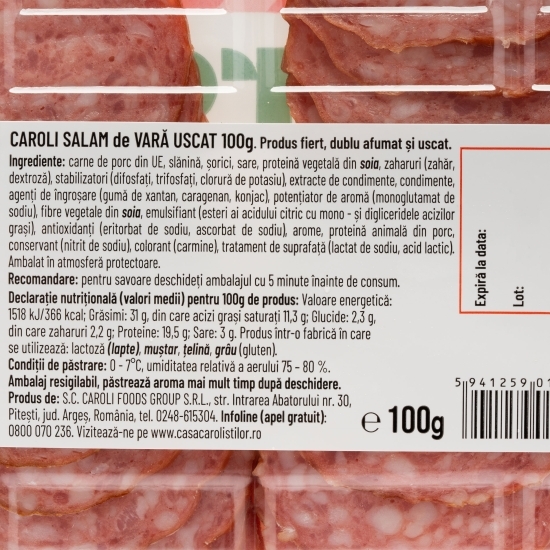 CAROLI SALAM de VARĂ USCAT 100g. Produs fiert, dublu afumat și uscat.
Ingrediente: carne de porc din UE, slănină, șorici, sare, proteină vegetală din soia, zaharuri (zahăr,
dextroză), stabilizatori (difosfați, trifosfați, clorură de potasiu), extracte de condimente, condimente,
agenți de îngroșare (gumă de xantan, caragenan, konjac), potențiator de aromă (monoglutamat de
sodiu), fibre vegetale din soia, emulsifiant (esteri ai acidului citric cu mono - și digliceridele acizilor
grași), antioxidanți (eritorbat de sodiu, ascorbat de sodiu), arome, proteină animală din porc,
conservant (nitrit de sodiu), colorant (carmine), tratament de suprafață (lactat de sodiu, acid lactic).
Ambalat în atmosferă protectoare.
Recomandare: pentru savoare deschideți ambalajul cu 5 minute înainte de consum.
Declarație nutrițională (valori medii) pentru 100g de produs: Valoare energetică:
1518 kJ/366 kcal; Grăsimi: 31 g, din care acizi grași saturați 11,3 g; Glucide: 2,3 g,
din care zaharuri 2,2 g; Proteine: 19,5 g; Sare: 3 g. Produs într-o fabrică în care
se utilizează: lactoză (lapte), muștar, țelină, grâu (gluten).
Condiții de păstrare: 0 - 7°C, umiditatea relativă a aerului 75 – 80 %.
Ambalaj resigilabil, păstrează aroma mai mult timp după deschidere.
Produs de: S.C. CAROLI FOODS GROUP S.R.L., str. Intrarea Abatorului nr. 30,
Pitești, jud. Argeș, România, tel. 0248-615304. Infoline (apel gratuit):
0800 070 236. Vizitează-ne pe www.casacarolistilor.ro
℮ 100g
Expiră la data:
Lot:
5 941259 01